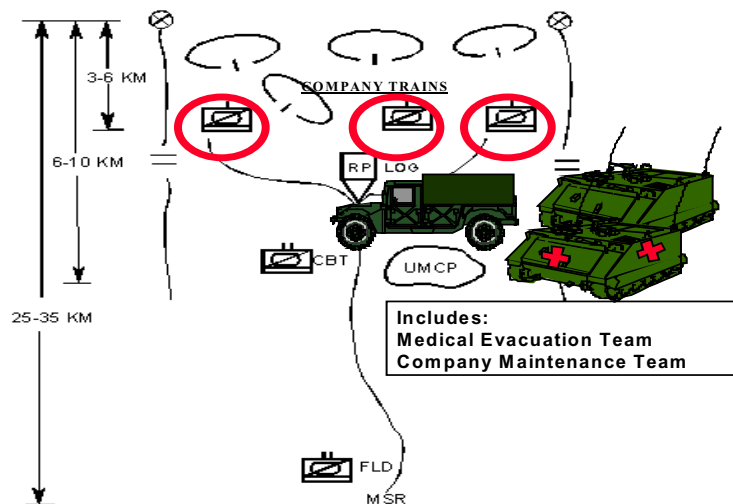 3-6 KM
COMPANY TRAINS
6-10 KM
RP LOG
CBT
UMCP
25-35 KM
Includes:
Medical Evacuation Team
Company Maintenance Team
FLD
MSR